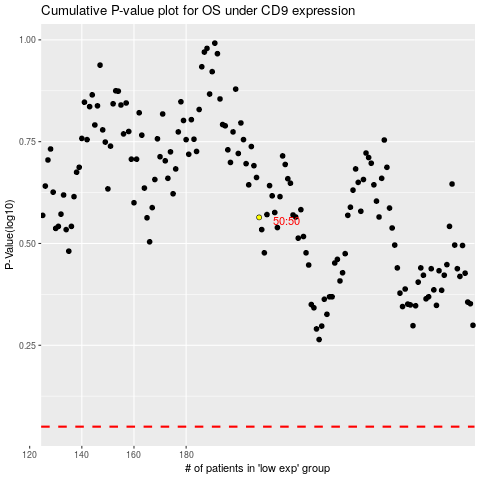 Cumulative P-value plot for OS under CD9 expression
P-Value(log10)
1.00
0.75
0.50
0.25
50:50
120 140 160 180
# of patients in 'low exp' group